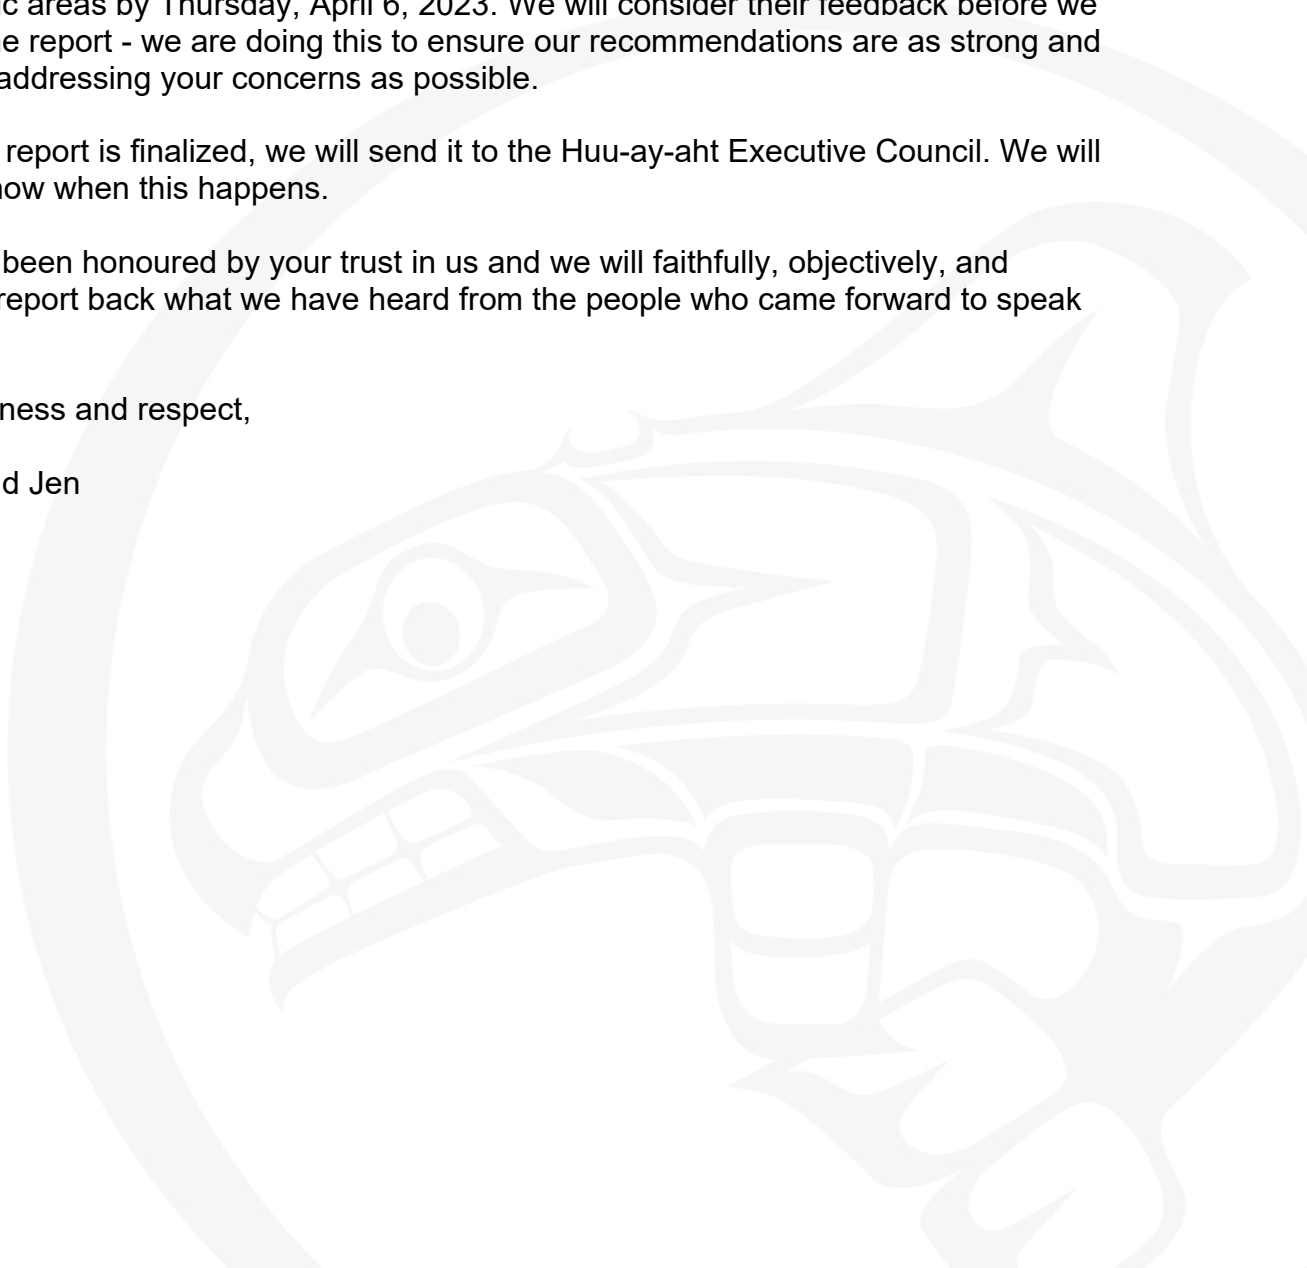 c areas by Thursday, April 6, 2023. We will consider their feedback before we
e report - we are doing this to ensure our recommendations are as strong and
addressing your concerns as possible.
report is finalized, we will send it to the Huu-ay-aht Executive Council. We will
now when this happens.
been honoured by your trust in us and we will faithfully, objectively, and
report back what we have heard from the people who came forward to speak
ness and respect,
d Jen